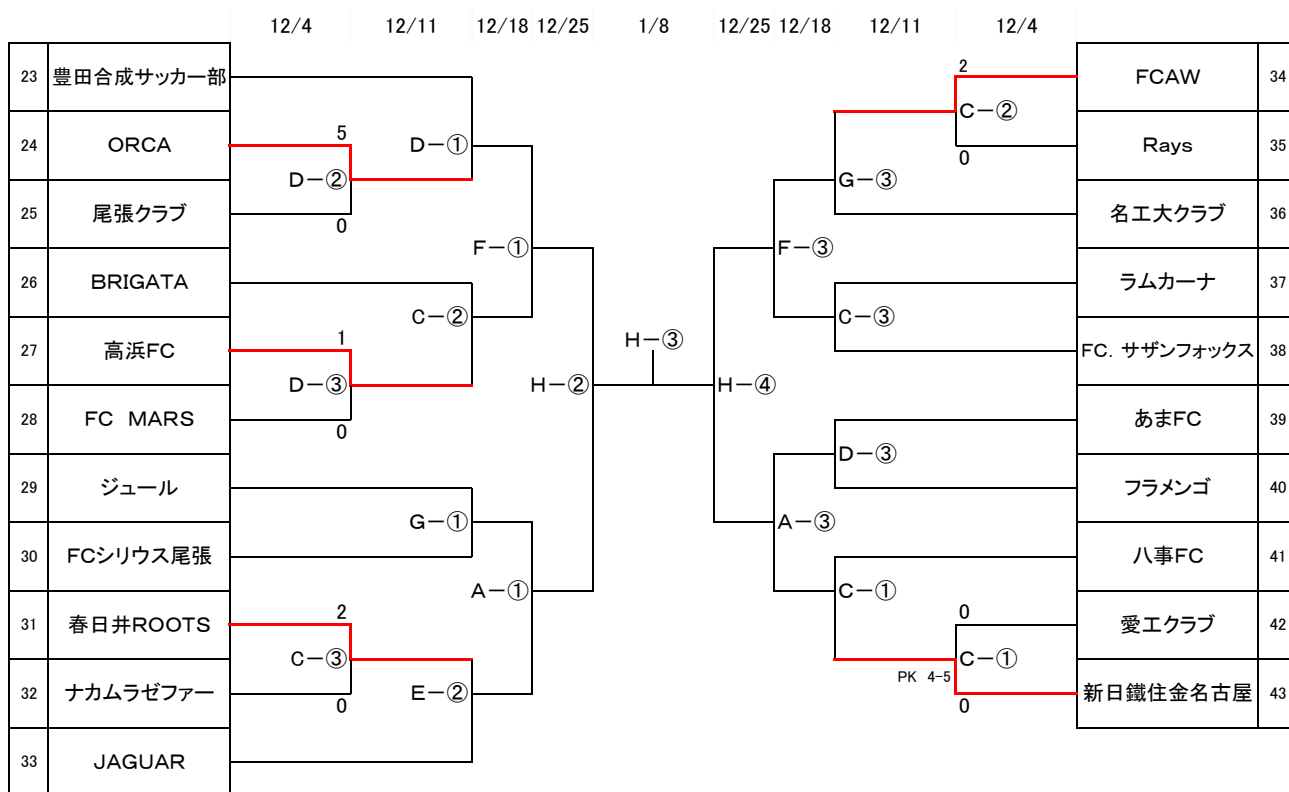 12/4 12/11 12/18 12/25 1/8 12/25 12/18 12/11 12/4
23 豊田合成サッカー部
24 ORCA
25 尾張クラブ
26 BRIGATA
27 高浜FC
28 FC MARS
29 ジュール
30 FCシリウス尾張
31 春日井ROOTS
32 ナカムラゼファー
33 JAGUAR
5
D－②
0
1
D－③
0
2
C－③
0
D－①
C－②
G－①
E－②
F－①
A－①
H－②
H－③
H－④
F－③
A－③
G－③
C－③
D－③
C－①
2
C－②
0
0
C－①
PK 4-5
0
FCAW 34
Rays 35
名工大クラブ 36
ラムカーナ 37
FC．サザンフォックス 38
あまFC 39
フラメンゴ 40
八事FC 41
愛工クラブ 42
新日鐵住金名古屋 43